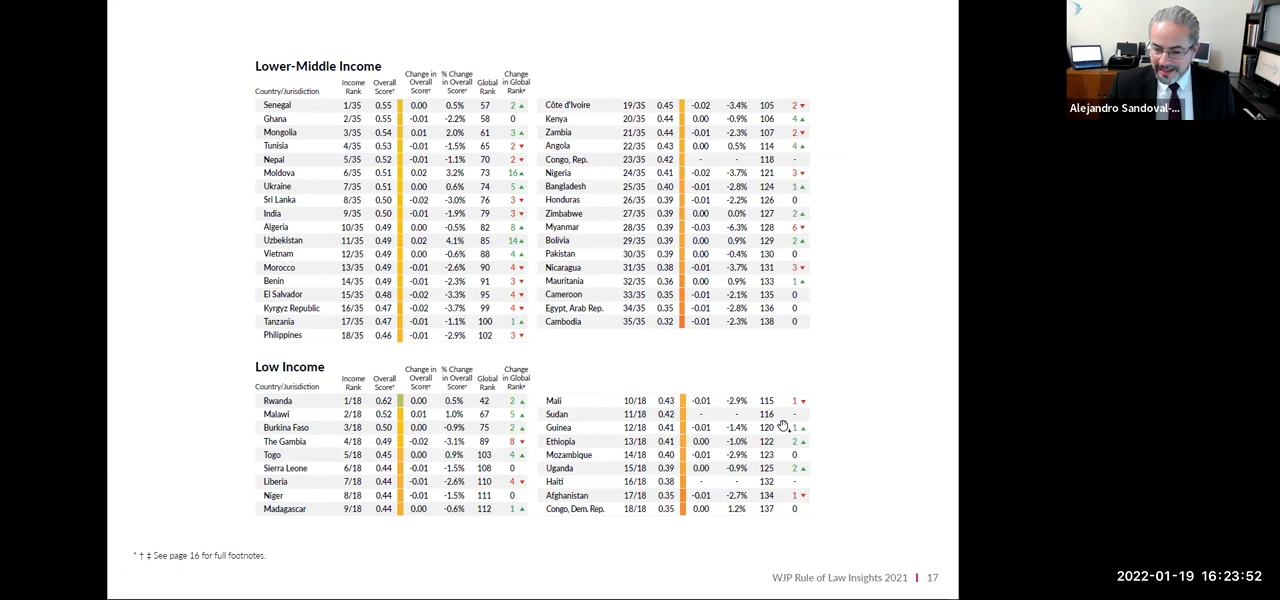 Lower-Middle Income
Country/Jurisdiction Income Rank Overall Score† Change in Overall Score† % Change in Overall Score† Global Rank Change in Global Rank‡
Senegal 1/35 0.55 0.00 0.5% 57 2 ▲
Ghana 2/35 0.55 -0.01 -2.2% 58 0
Mongolia 3/35 0.54 0.01 2.0% 61 3 ▲
Tunisia 4/35 0.53 -0.01 -1.5% 65 2 ▼
Nepal 5/35 0.52 -0.01 -1.1% 70 2 ▼
Moldova 6/35 0.51 0.02 3.2% 73 16 ▲
Ukraine 7/35 0.51 0.00 0.6% 74 5 ▲
Sri Lanka 8/35 0.50 -0.02 -3.0% 76 3 ▼
India 9/35 0.50 -0.01 -1.9% 79 3 ▼
Algeria 10/35 0.49 0.00 -0.5% 82 8 ▲
Uzbekistan 11/35 0.49 0.02 4.1% 85 14 ▲
Vietnam 12/35 0.49 0.00 -0.6% 88 4 ▲
Morocco 13/35 0.49 -0.01 -2.6% 90 4 ▼
Benin 14/35 0.49 -0.01 -2.3% 91 3 ▼
El Salvador 15/35 0.48 -0.02 -3.3% 95 4 ▼
Kyrgyz Republic 16/35 0.47 -0.02 -3.7% 99 4 ▼
Tanzania 17/35 0.47 -0.01 -1.1% 100 1 ▲
Philippines 18/35 0.46 -0.01 -2.9% 102 3 ▼
Côte d'Ivoire 19/35 0.45 -0.02 -3.4% 105 2 ▼
Kenya 20/35 0.44 0.00 -0.9% 106 4 ▲
Zambia 21/35 0.44 -0.01 -2.3% 107 2 ▼
Angola 22/35 0.43 0.00 0.5% 114 4 ▲
Congo, Rep. 23/35 0.42 - - 118 -
Nigeria 24/35 0.41 -0.02 -3.7% 121 3 ▼
Bangladesh 25/35 0.40 -0.01 -2.8% 124 1 ▲
Honduras 26/35 0.39 -0.01 -2.2% 126 0
Zimbabwe 27/35 0.39 0.00 0.0% 127 2 ▲
Myanmar 28/35 0.39 -0.03 -6.3% 128 6 ▼
Bolivia 29/35 0.39 0.00 0.9% 129 2 ▲
Pakistan 30/35 0.39 0.00 -0.4% 130 0
Nicaragua 31/35 0.38 -0.01 -3.7% 131 3 ▼
Mauritania 32/35 0.36 0.00 0.9% 133 1 ▲
Cameroon 33/35 0.35 -0.01 -2.1% 135 0
Egypt, Arab Rep. 34/35 0.35 -0.01 -2.8% 136 0
Cambodia 35/35 0.32 -0.01 -2.3% 138 0
Low Income
Country/Jurisdiction Income Rank Overall Score† Change in Overall Score† % Change in Overall Score† Global Rank Change in Global Rank‡
Rwanda 1/18 0.62 0.00 0.5% 42 2 ▲
Malawi 2/18 0.52 0.01 1.0% 67 5 ▲
Burkina Faso 3/18 0.50 0.00 -0.9% 75 2 ▲
The Gambia 4/18 0.49 -0.02 -3.1% 89 8 ▼
Togo 5/18 0.45 0.00 0.9% 103 4 ▲
Sierra Leone 6/18 0.44 -0.01 -1.5% 108 0
Liberia 7/18 0.44 -0.01 -2.6% 110 4 ▼
Niger 8/18 0.44 -0.01 -1.5% 111 0
Madagascar 9/18 0.44 0.00 -0.6% 112 1 ▲
Mali 10/18 0.43 -0.01 -2.9% 115 1 ▼
Sudan 11/18 0.42 - - 116 -
Guinea 12/18 0.41 -0.01 -1.4% 120 1 ▲
Ethiopia 13/18 0.41 0.00 -1.0% 122 2 ▲
Mozambique 14/18 0.40 -0.01 -2.9% 123 0
Uganda 15/18 0.39 0.00 -0.9% 125 2 ▲
Haiti 16/18 0.38 - - 132 -
Afghanistan 17/18 0.35 -0.01 -2.7% 134 1 ▼
Congo, Dem. Rep. 18/18 0.35 0.00 1.2% 137 0
* † ‡ See page 16 for full footnotes.
WJP Rule of Law Insights 2021 | 17
Alejandro Sandoval-...
2022-01-19 16:23:52